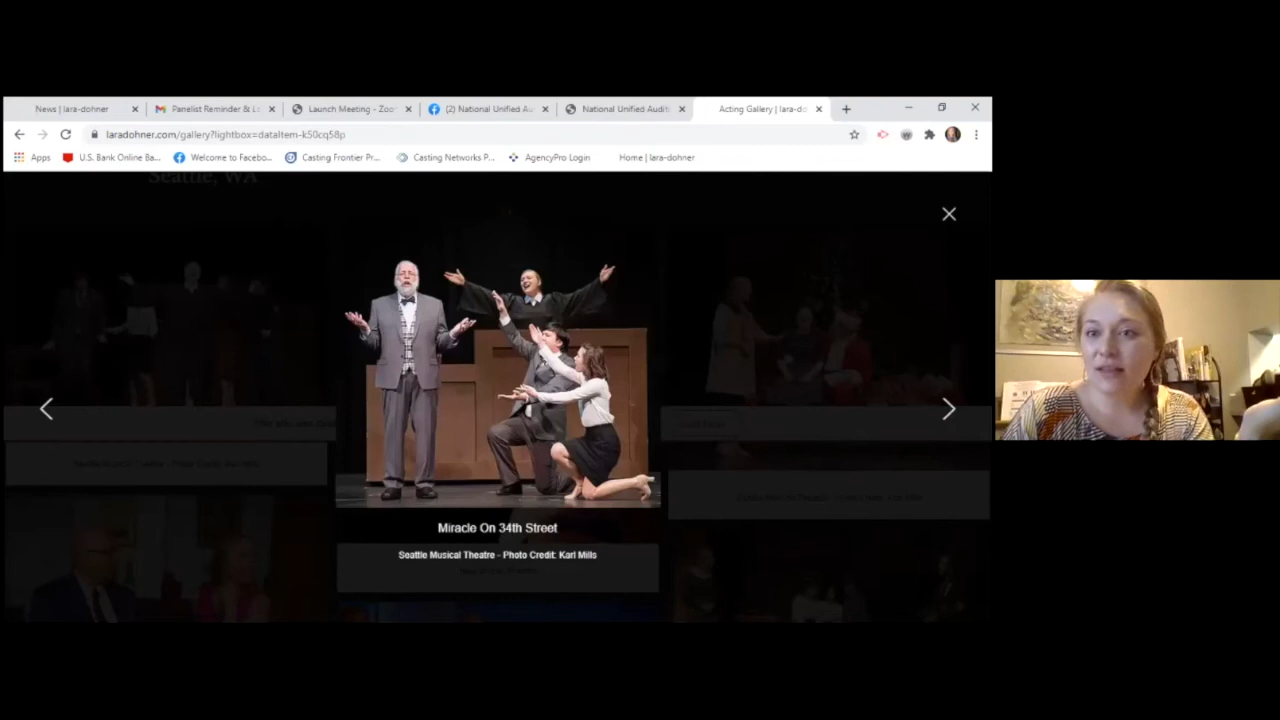 News | lara-dohner
Panelist Reminder & L
Launch Meeting - Zoo
(2) National Unified Au
National Unified Audit
Acting Gallery | lara-do
laradohner.com/gallery?lightbox=dataItem-k50cq58p
Apps
U.S. Bank Online Ba...
Welcome to Facebo...
Casting Frontier Pr...
Casting Networks P...
AgencyPro Login
Home | lara-dohner
Seattle, WA
Miracle On 34th Street
Seattle Musical Theatre - Photo Credit: Karl Mills